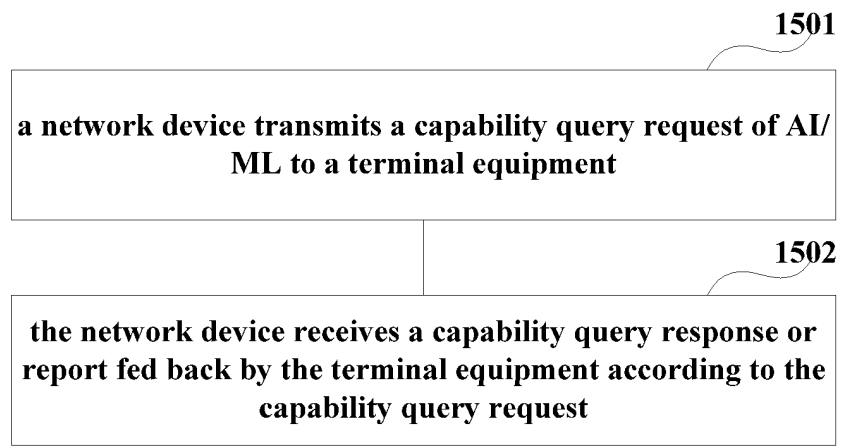 1501
a network device transmits a capability query request of AI/
ML to a terminal equipment
1502
the network device receives a capability query response or
report fed back by the terminal equipment according to the
capability query request